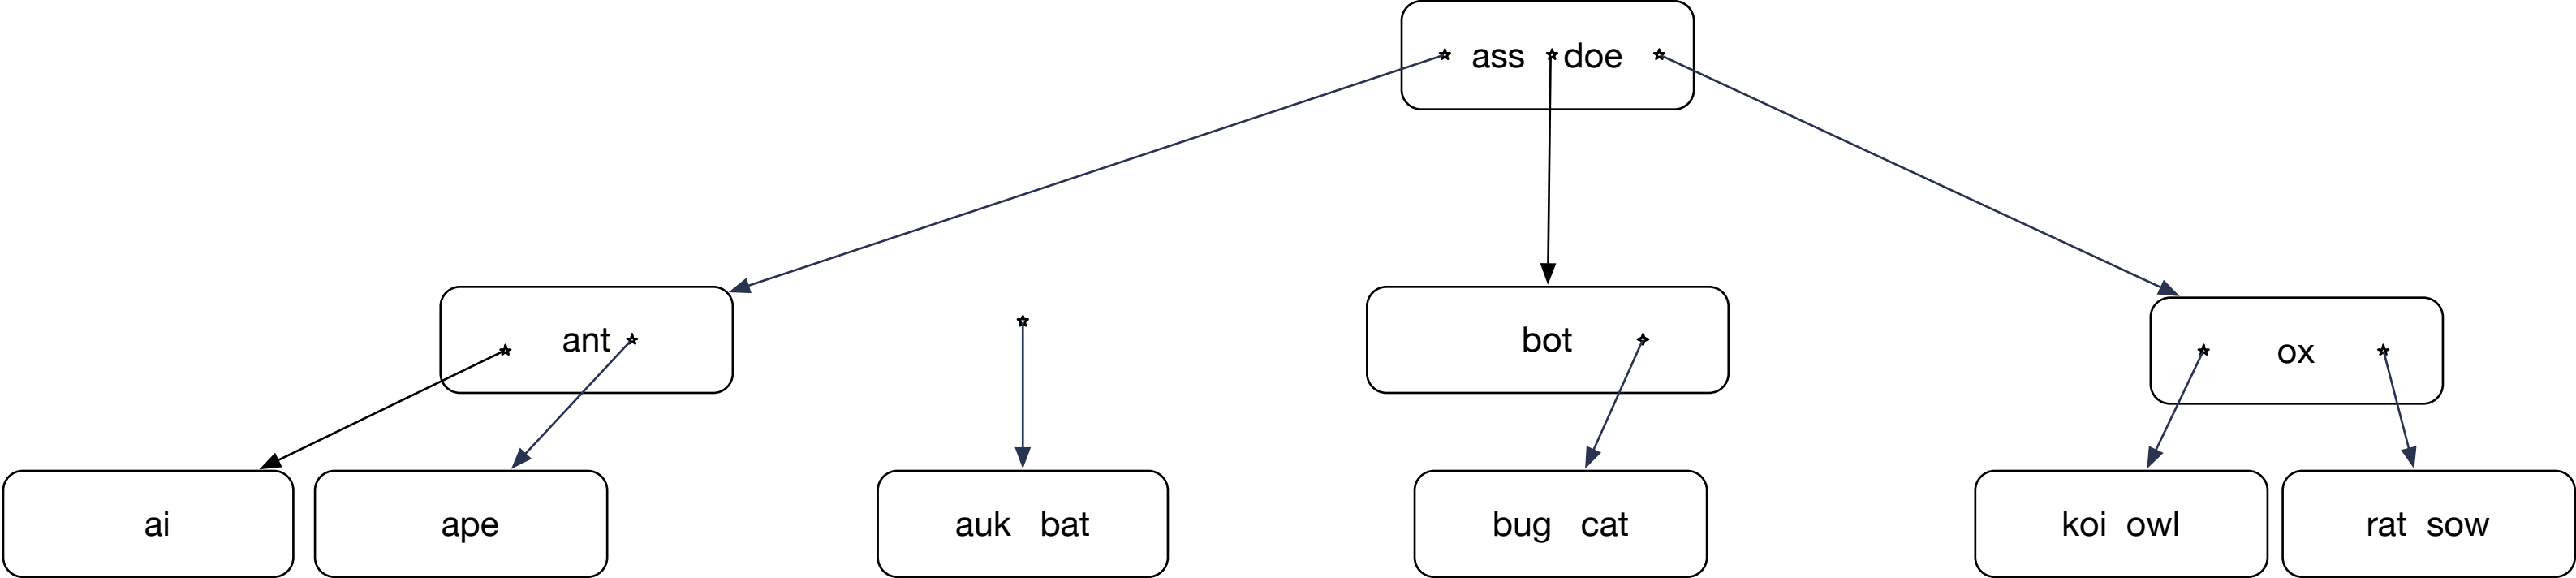 ass doe
ant
bot
ox
ai
ape
auk bat
bug cat
koi owl
rat sow